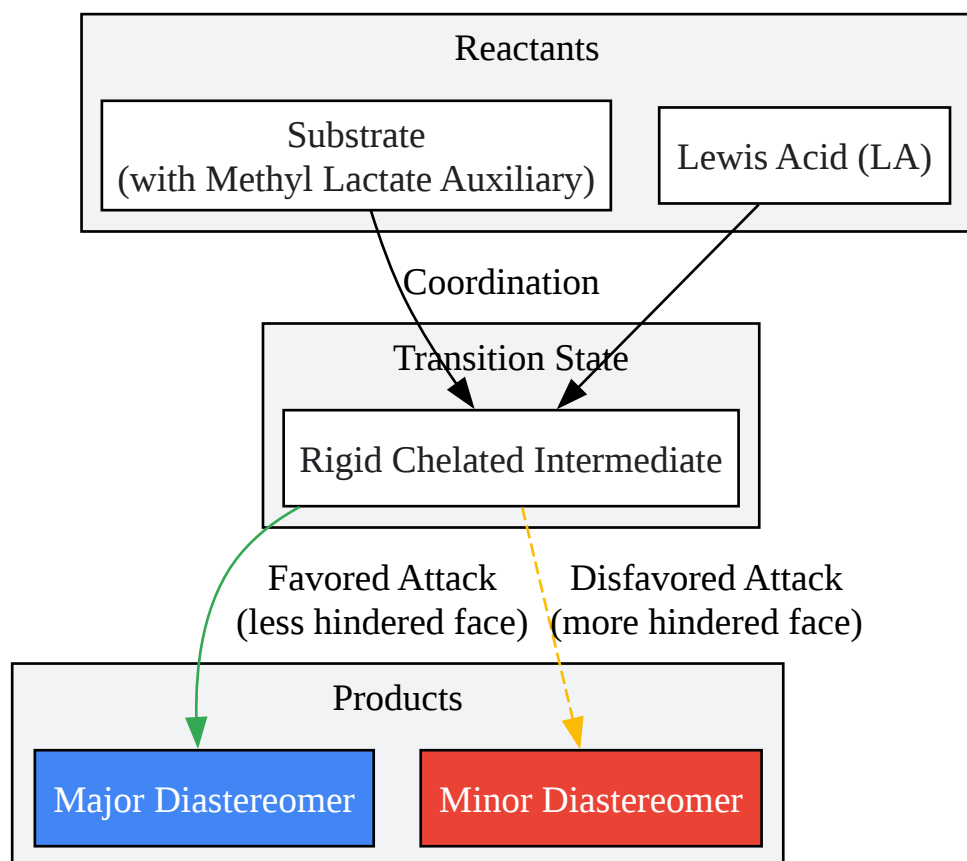 Reactants
Substrate
(with Methyl Lactate Auxiliary)
Lewis Acid (LA)
Coordination
Transition State
Rigid Chelated Intermediate
Favored Attack
(less hindered face)
Disfavored Attack
(more hindered face)
Products
Major Diastereomer
Minor Diastereomer